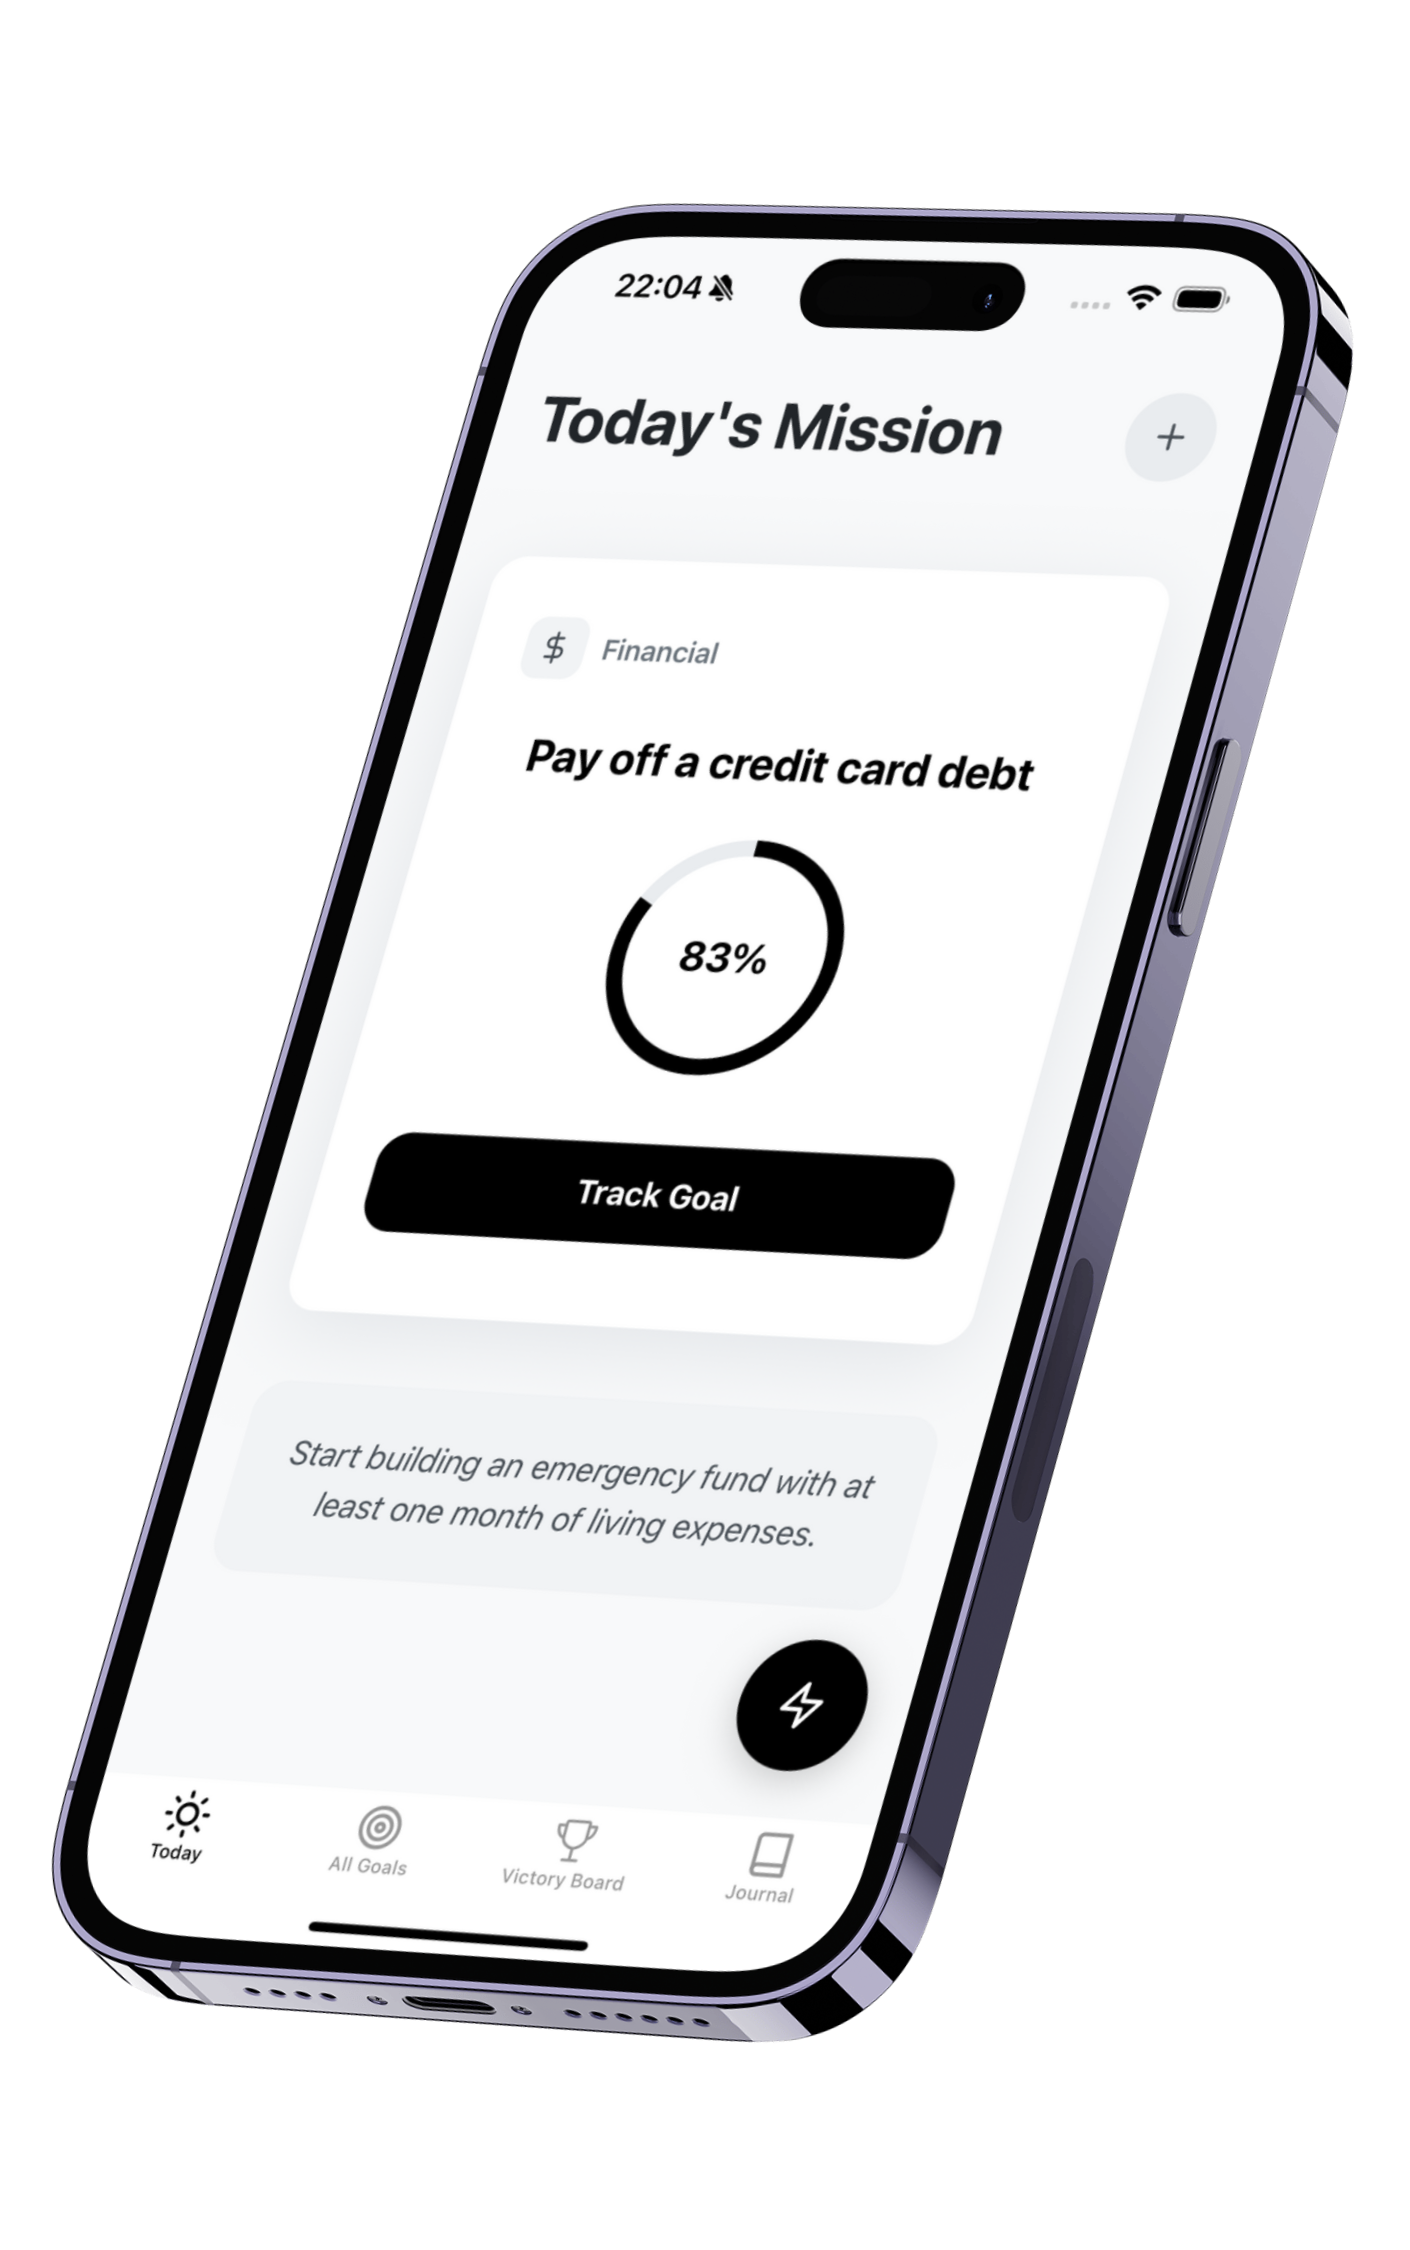 22:04
Today's Mission
+
$ Financial
Pay off a credit card debt
83%
Track Goal
Start building an emergency fund with at
least one month of living expenses.
Today
All Goals
Victory Board
Journal